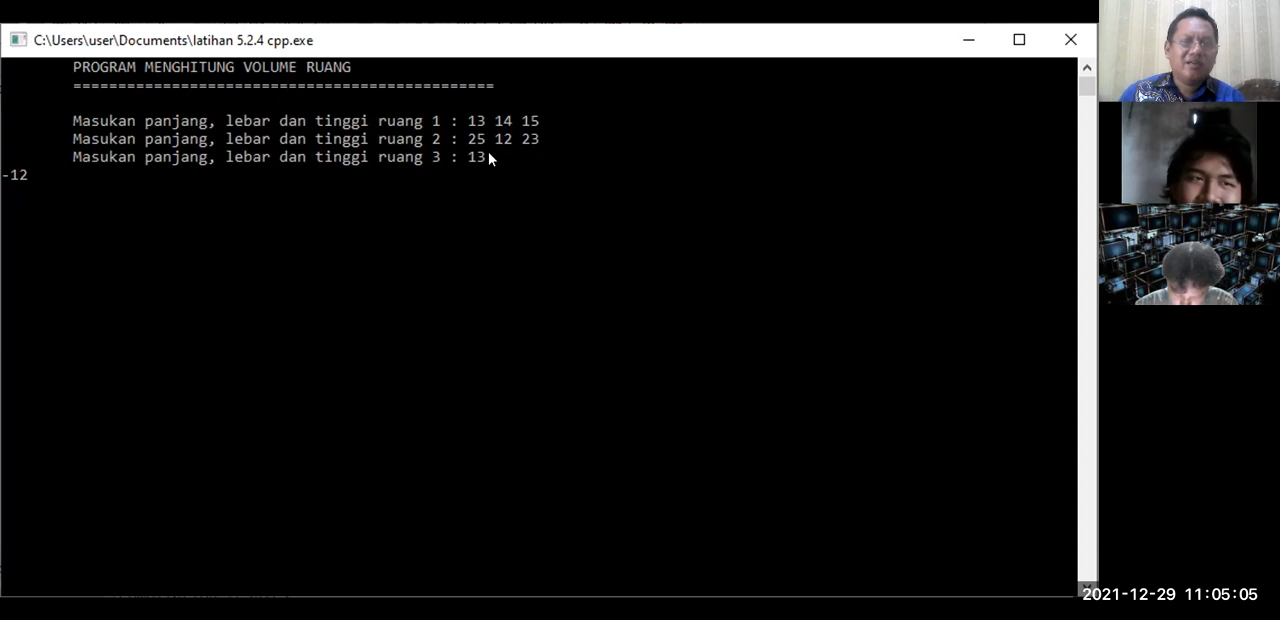 C:\Users\user\Documents\latihan 5.2.4 cpp.exe
PROGRAM MENGHITUNG VOLUME RUANG
===============================================
Masukan panjang, lebar dan tinggi ruang 1 : 13 14 15
Masukan panjang, lebar dan tinggi ruang 2 : 25 12 23
Masukan panjang, lebar dan tinggi ruang 3 : 13
-12
2021-12-29 11:05:05